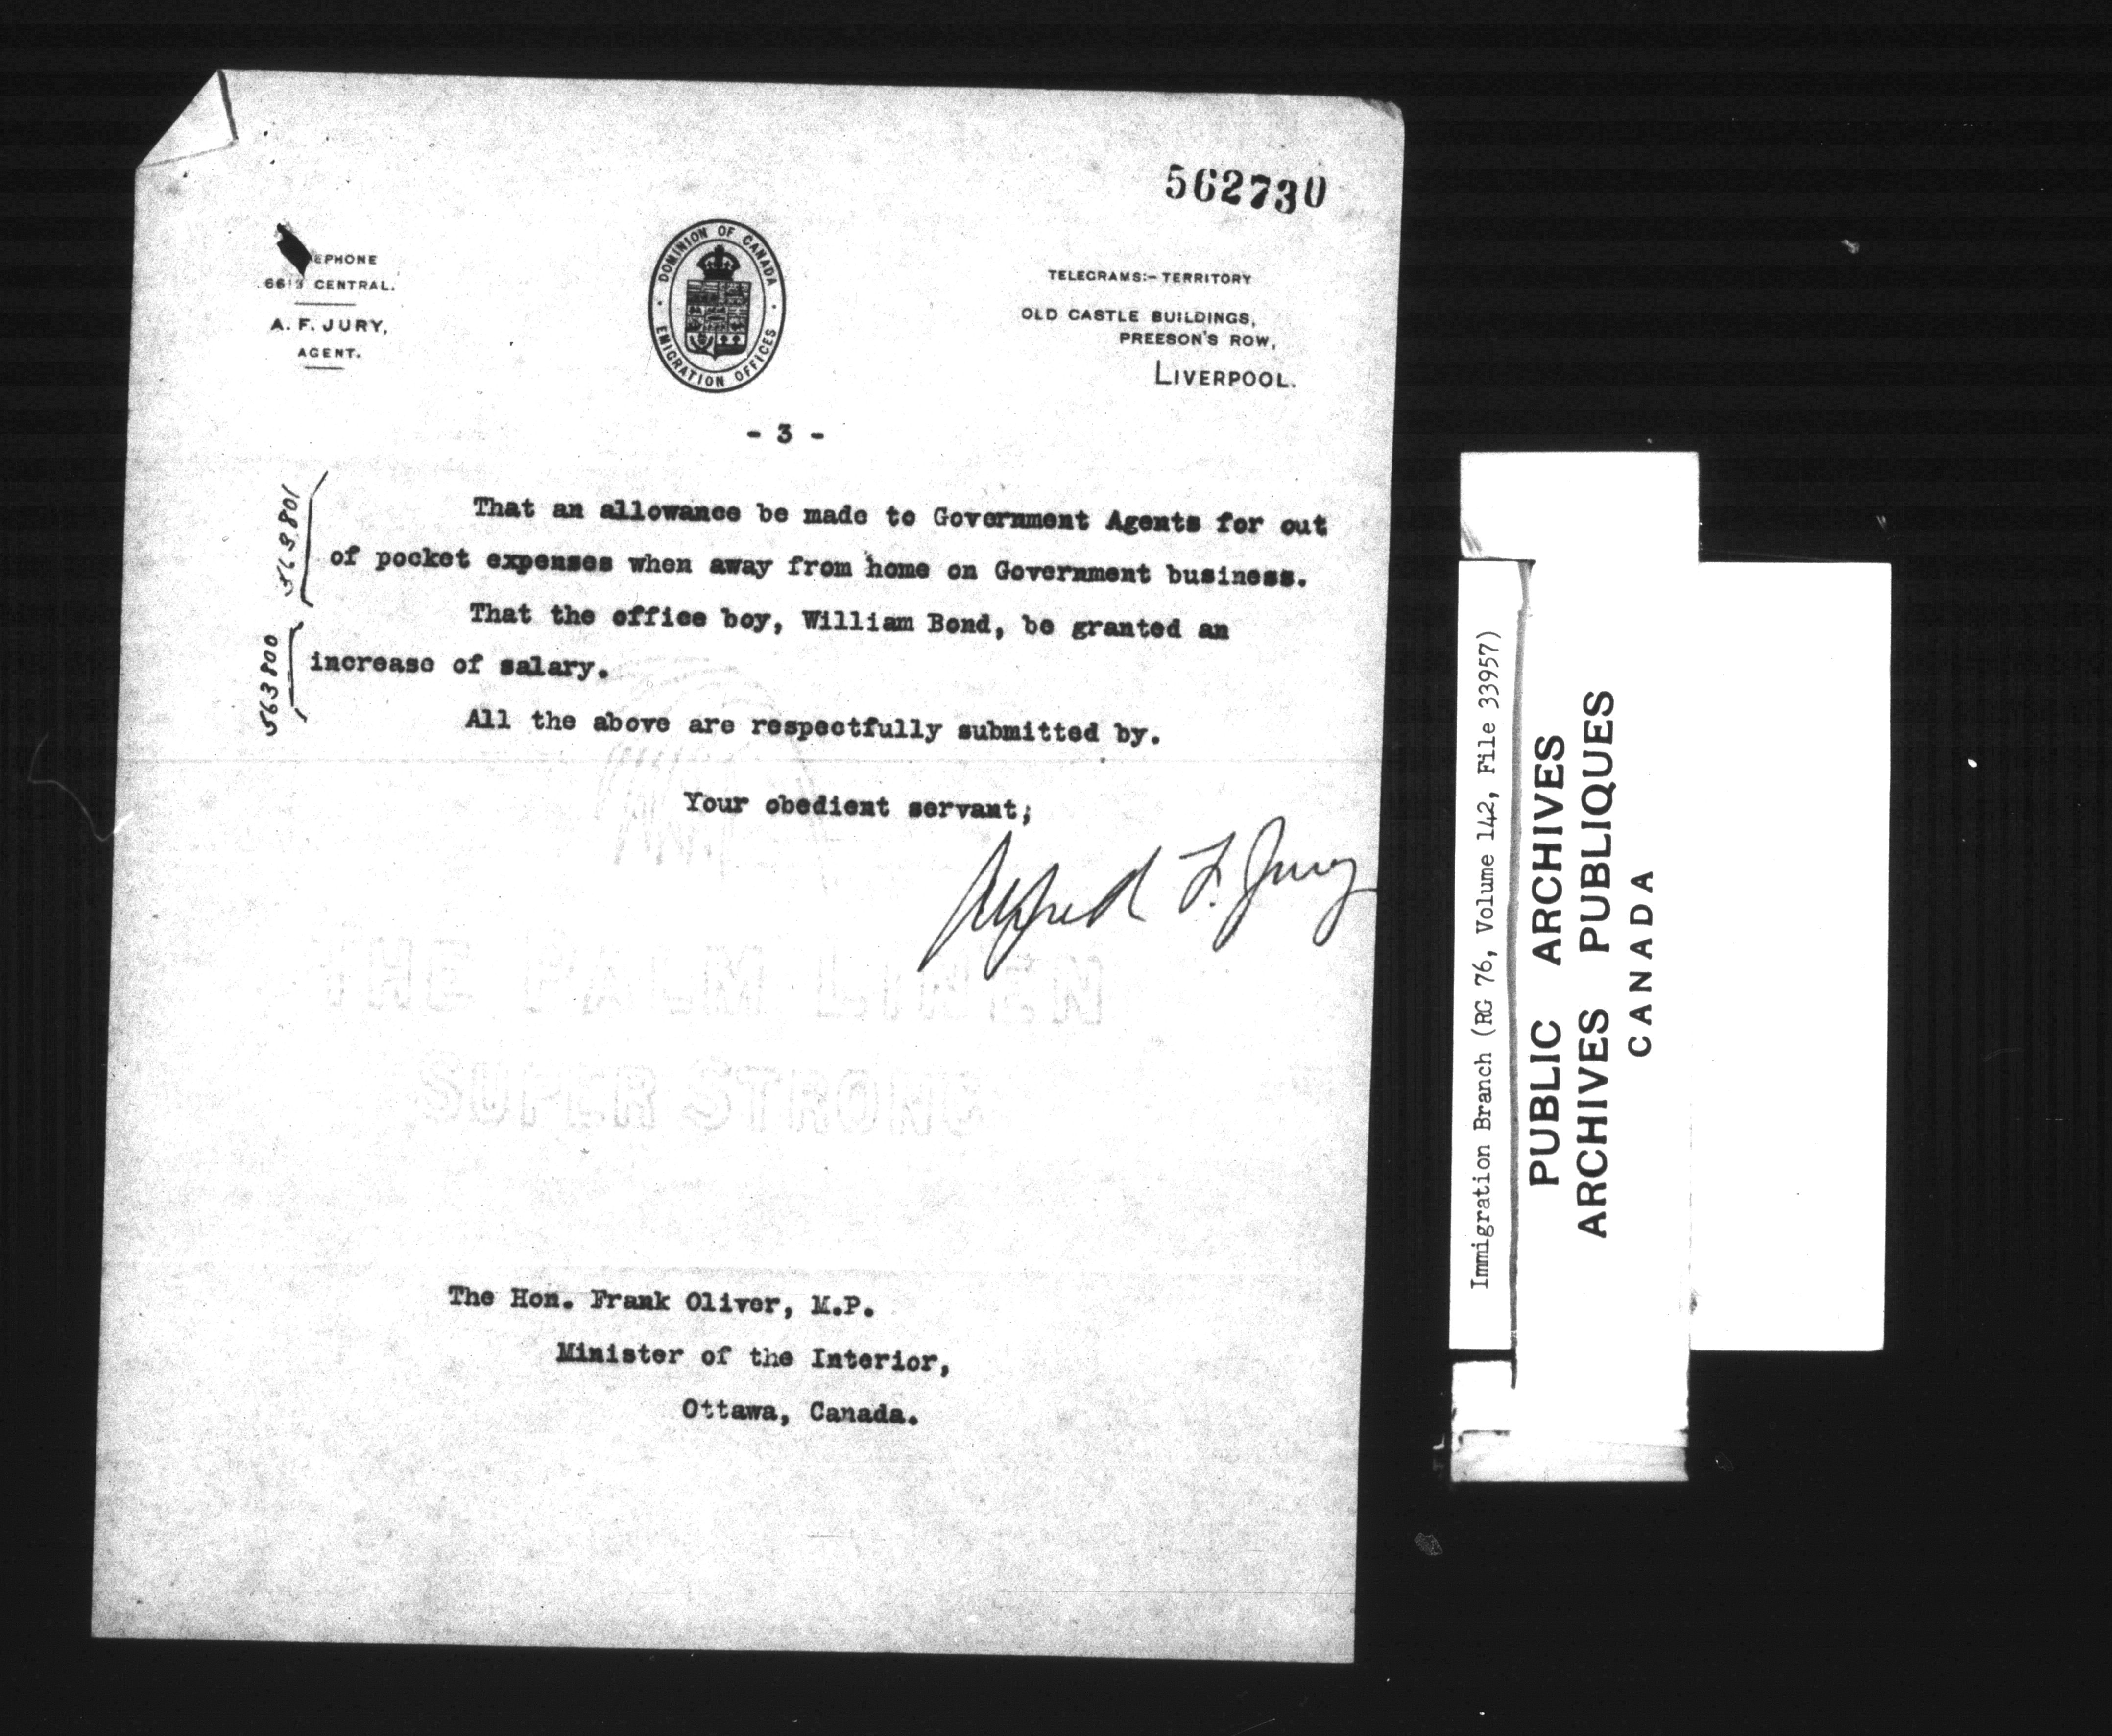 562730
EPHONE
CENTRAL.
A. F. JURY,
AGENT.
DOMINION OF CANADA
EMIGRATION OFFICES
TELEGRAMS:- TERRITORY
OLD CASTLE BUILDINGS,
PREESON'S ROW,
LIVERPOOL.
- 3 -
563801
That an allowance be made to Government Agents for out
of pocket expenses when away from home on Government business.
563800
That the office boy, William Bond, be granted an
increase of salary.
All the above are respectfully submitted by.
Your obedient servant,
Alfred F. Jury
THE PALM LINEN
SUPER STRONG
The Hon. Frank Oliver, M.P.
Minister of the Interior,
Ottawa, Canada.
Immigration Branch (RG 76, Volume 142, File 33957)
PUBLIC ARCHIVES
ARCHIVES PUBLIQUES
CANADA